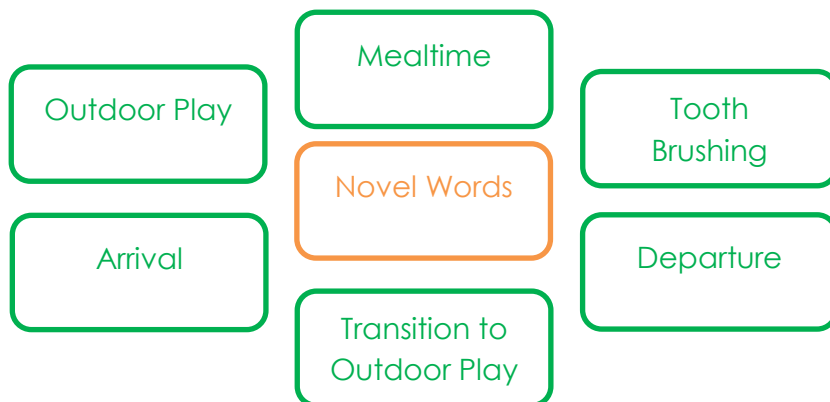 Mealtime
Outdoor Play
Tooth
Brushing
Novel Words
Arrival
Departure
Transition to
Outdoor Play